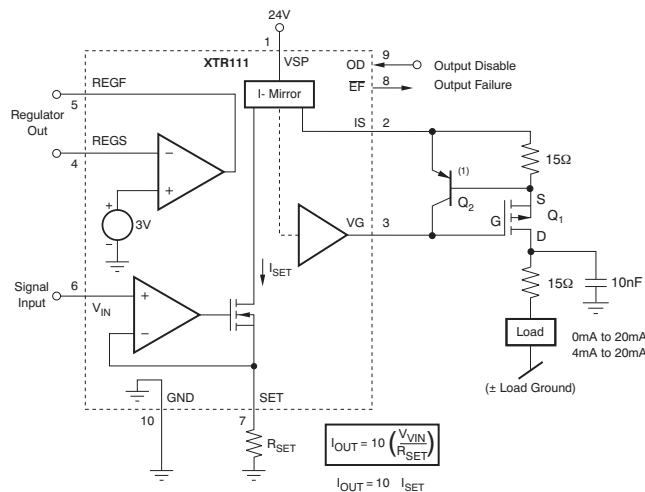 24V
1
XTR111
VSP
OD
9
Output Disable
EF
8
Output Failure
REGF
5
I- Mirror
Regulator
Out
REGS
4
IS
2
15Ω
(1)
Q2
S
G
Q1
D
3V
VG
3
ISET
15Ω
10nF
Signal
Input
6
VIN
Load
0mA to 20mA
4mA to 20mA
(± Load Ground)
GND
SET
10
7
RSET
IOUT = 10 (VVIN / RSET)
IOUT = 10 ISET